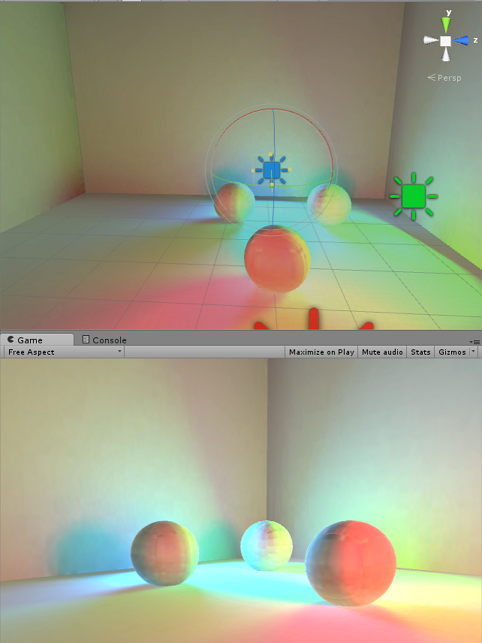 y
z
Persp
Game
Console
Free Aspect
Maximize on Play
Mute audio
Stats
Gizmos